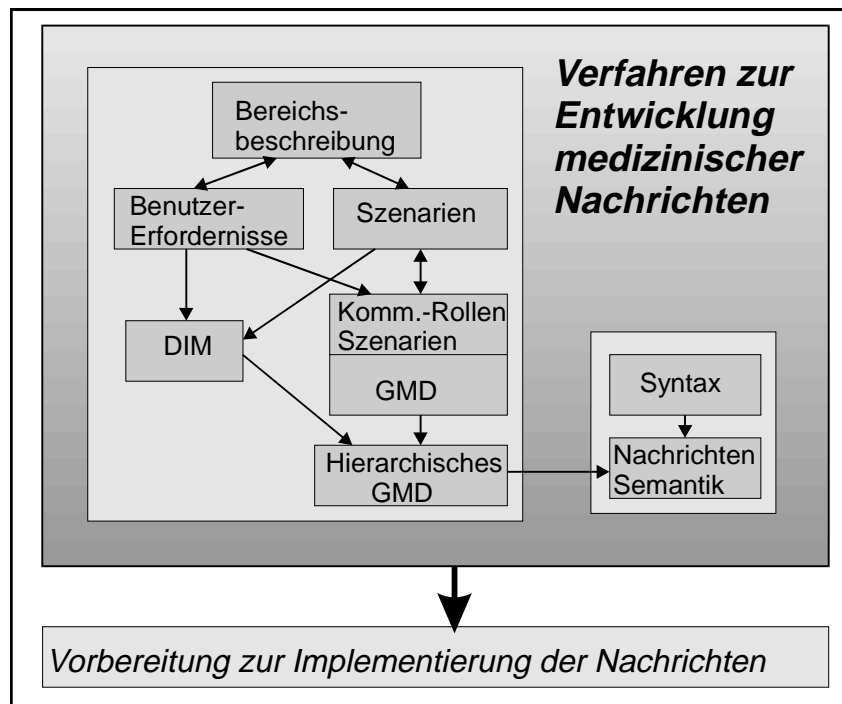 Verfahren zur
Entwicklung
medizinischer
Nachrichten
Bereichs-
beschreibung
Benutzer-
Erfordernisse
Szenarien
DIM
Komm.-Rollen
Szenarien
GMD
Hierarchisches
GMD
Syntax
Nachrichten
Semantik
Vorbereitung zur Implementierung der Nachrichten